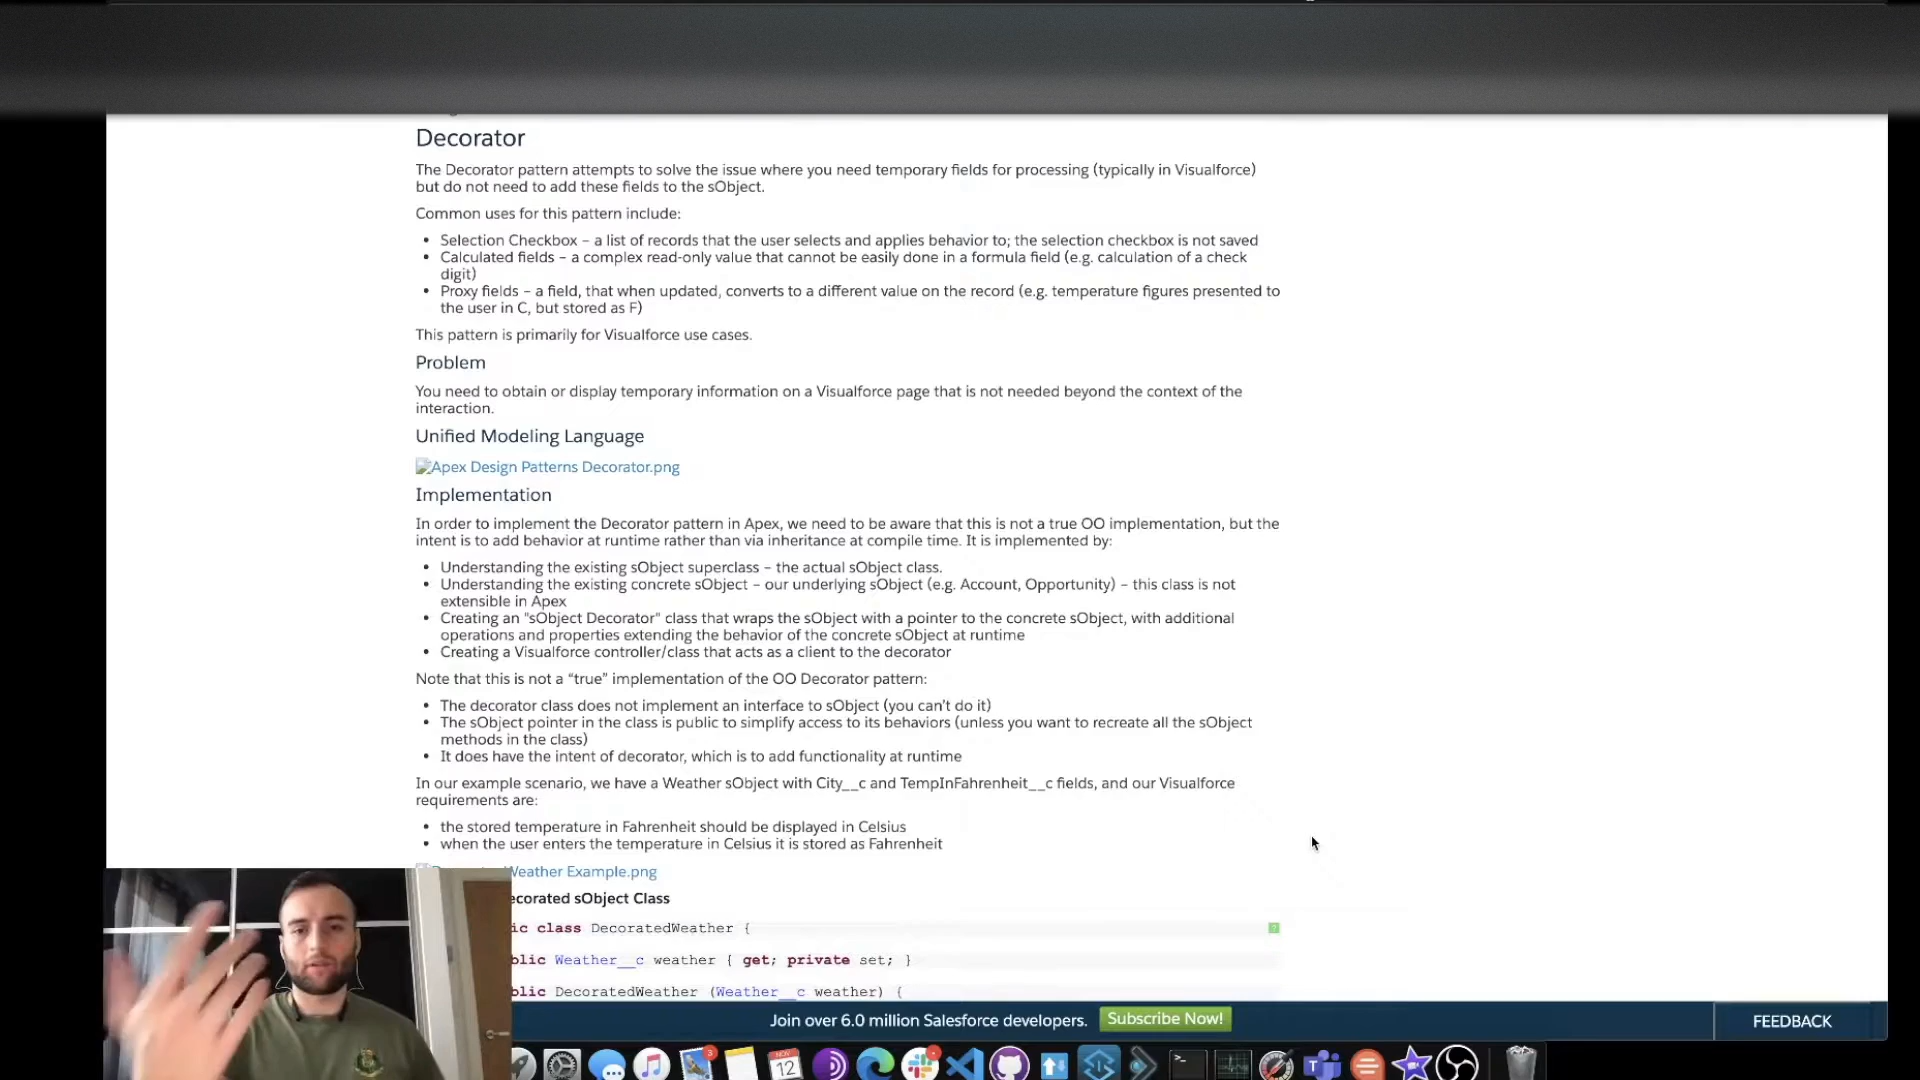 Decorator
The Decorator pattern attempts to solve the issue where you need temporary fields for processing (typically in Visualforce)
but do not need to add these fields to the sObject.
Common uses for this pattern include:
• Selection Checkbox – a list of records that the user selects and applies behavior to; the selection checkbox is not saved
• Calculated fields – a complex read-only value that cannot be easily done in a formula field (e.g. calculation of a check
digit)
• Proxy fields – a field, that when updated, converts to a different value on the record (e.g. temperature figures presented to
the user in C, but stored as F)
This pattern is primarily for Visualforce use cases.
Problem
You need to obtain or display temporary information on a Visualforce page that is not needed beyond the context of the
interaction.
Unified Modeling Language
Apex Design Patterns Decorator.png
Implementation
In order to implement the Decorator pattern in Apex, we need to be aware that this is not a true OO implementation, but the
intent is to add behavior at runtime rather than via inheritance at compile time. It is implemented by:
• Understanding the existing sObject superclass – the actual sObject class.
• Understanding the existing concrete sObject – our underlying sObject (e.g. Account, Opportunity) – this class is not
extensible in Apex
• Creating an "sObject Decorator" class that wraps the sObject with a pointer to the concrete sObject, with additional
operations and properties extending the behavior of the concrete sObject at runtime
• Creating a Visualforce controller/class that acts as a client to the decorator
Note that this is not a “true” implementation of the OO Decorator pattern:
• The decorator class does not implement an interface to sObject (you can't do it)
• The sObject pointer in the class is public to simplify access to its behaviors (unless you want to recreate all the sObject
methods in the class)
• It does have the intent of decorator, which is to add functionality at runtime
In our example scenario, we have a Weather sObject with City__c and TempInFahrenheit__c fields, and our Visualforce
requirements are:
• the stored temperature in Fahrenheit should be displayed in Celsius
• when the user enters the temperature in Celsius it is stored as Fahrenheit
Weather Example.png
ecorated sObject Class
ic class DecoratedWeather {
?
blic Weather__c weather { get; private set; }
blic DecoratedWeather (Weather__c weather) {
Join over 6.0 million Salesforce developers.
Subscribe Now!
FEEDBACK
3
NOV
12